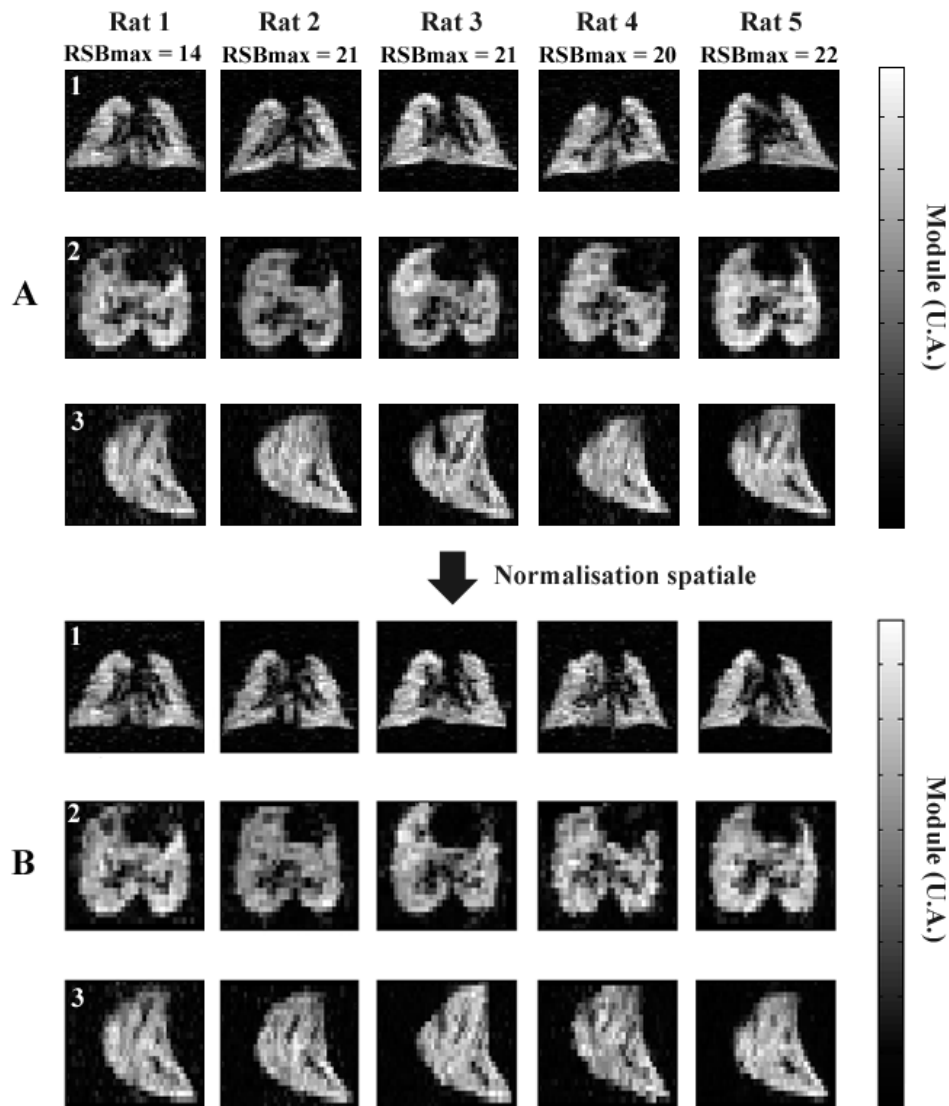 Rat 1 Rat 2 Rat 3 Rat 4 Rat 5
RSBmax = 14 RSBmax = 21 RSBmax = 21 RSBmax = 20 RSBmax = 22
1
2
A
3
Module (U.A.)
Normalisation spatiale
1
2
B
3
Module (U.A.)